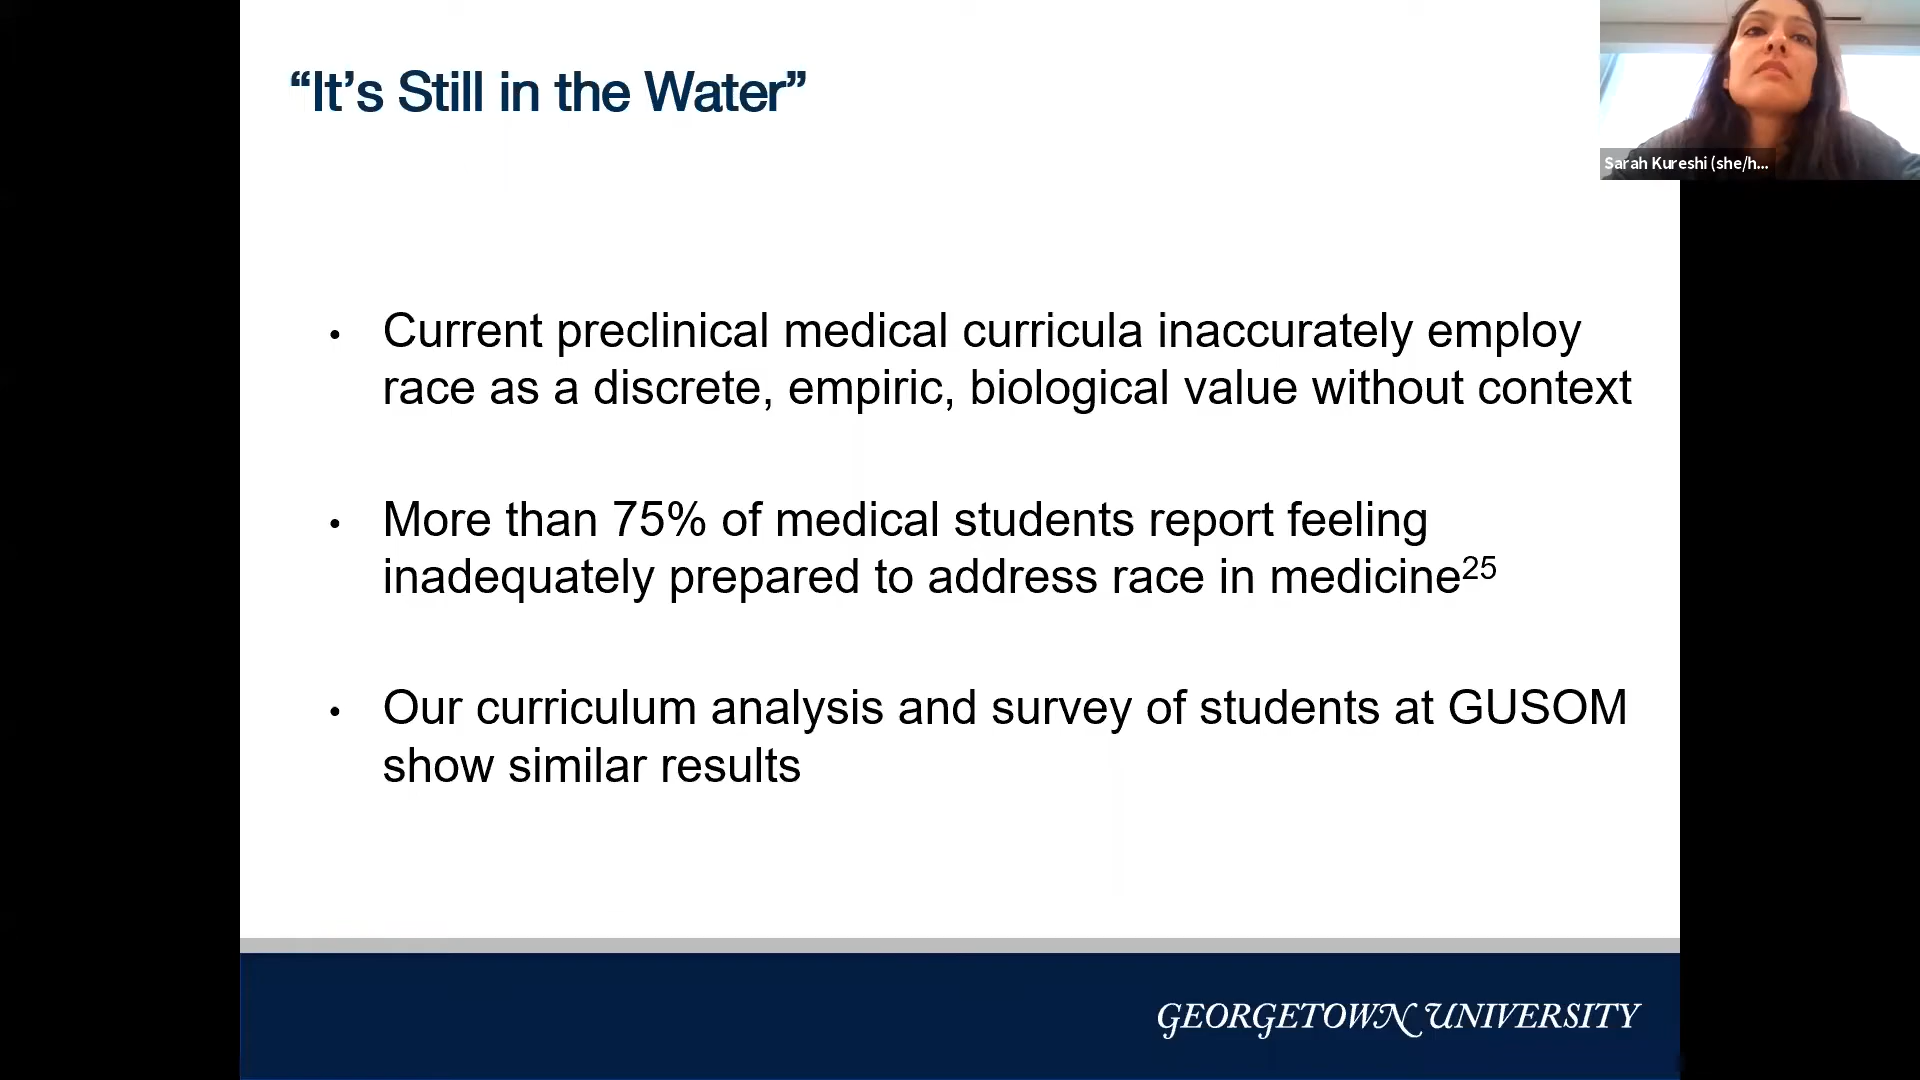 “It’s Still in the Water”
Sarah Kureshi (she/h...
• Current preclinical medical curricula inaccurately employ
race as a discrete, empiric, biological value without context
• More than 75% of medical students report feeling
inadequately prepared to address race in medicine25
• Our curriculum analysis and survey of students at GUSOM
show similar results
GEORGETOWN UNIVERSITY